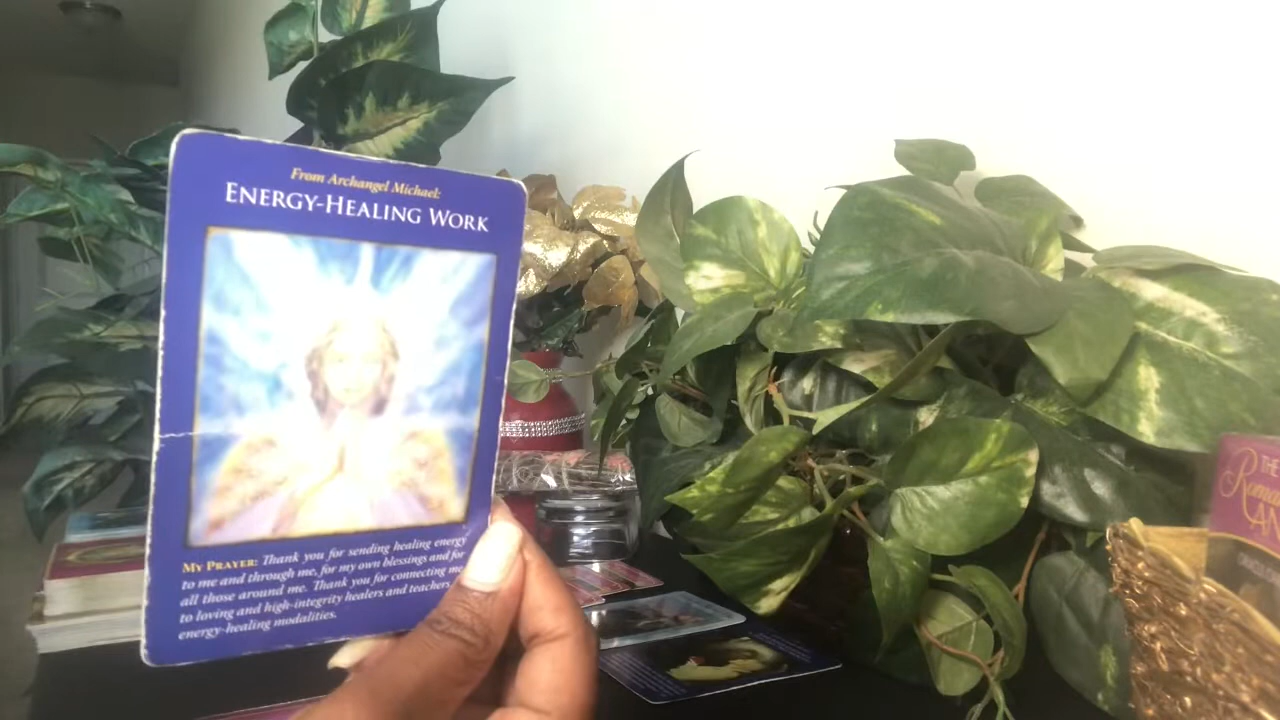 From Archangel Michael:
ENERGY-HEALING WORK
MY PRAYER: Thank you for sending healing energy
to me and through me, for my own blessings and for
all those around me. Thank you for connecting me
to loving and high-integrity healers and teachers
energy-healing modalities.
THE